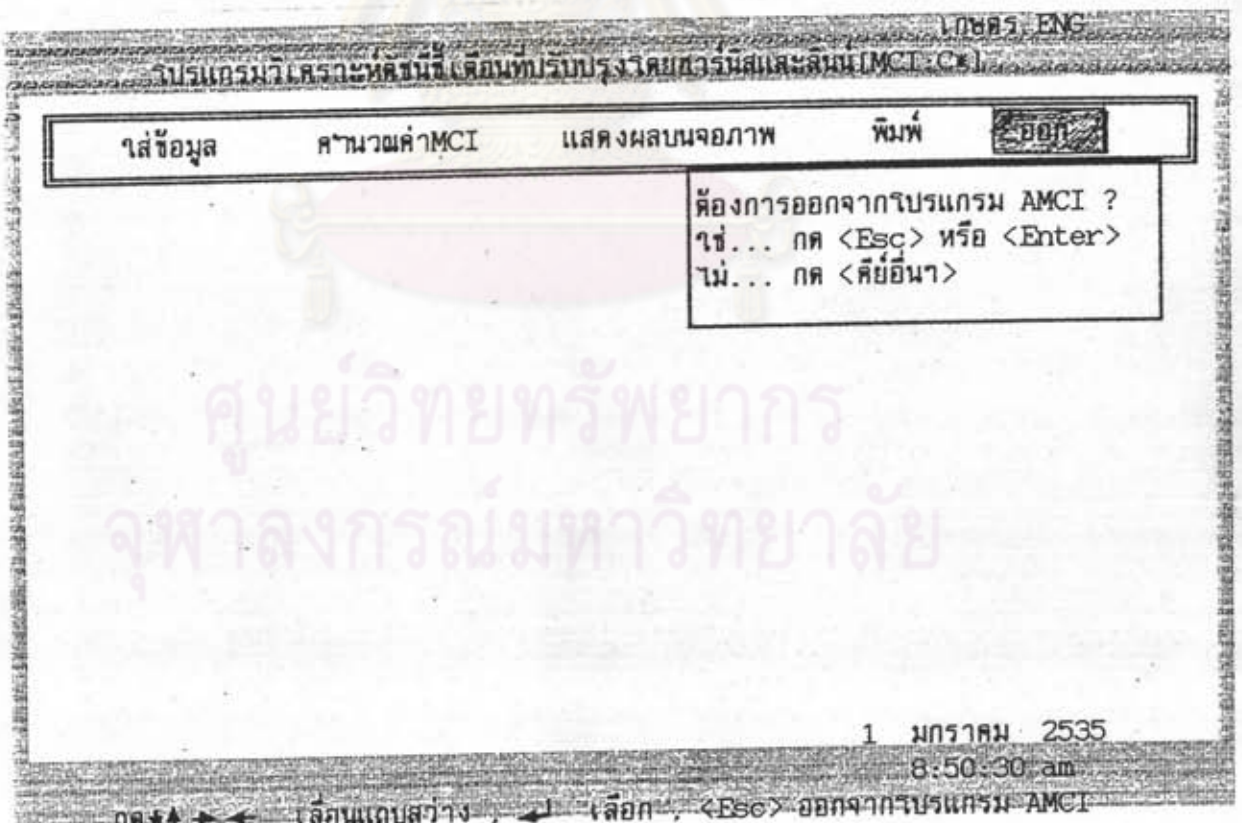 เกษตร.ENG
โปรแกรมวิเคราะห์ดัชนีชี้เตือนที่ปรับปรุงโดยฮาร์นิสและลินน์[MCI:C*]
ใส่ข้อมูล คำนวณค่าMCI แสดงผลบนจอภาพ พิมพ์ ออก
ต้องการออกจากโปรแกรม AMCI ?
ใช่... กด <Esc> หรือ <Enter>
ไม่... กด <คีย์อื่นๆ>
ศูนย์วิทยทรัพยากร
จุฬาลงกรณ์มหาวิทยาลัย
1 มกราคม 2535
8:50:30 am
กด เลื่อนแถบสว่าง , ↵ เลือก , <Esc> ออกจากโปรแกรม AMCI